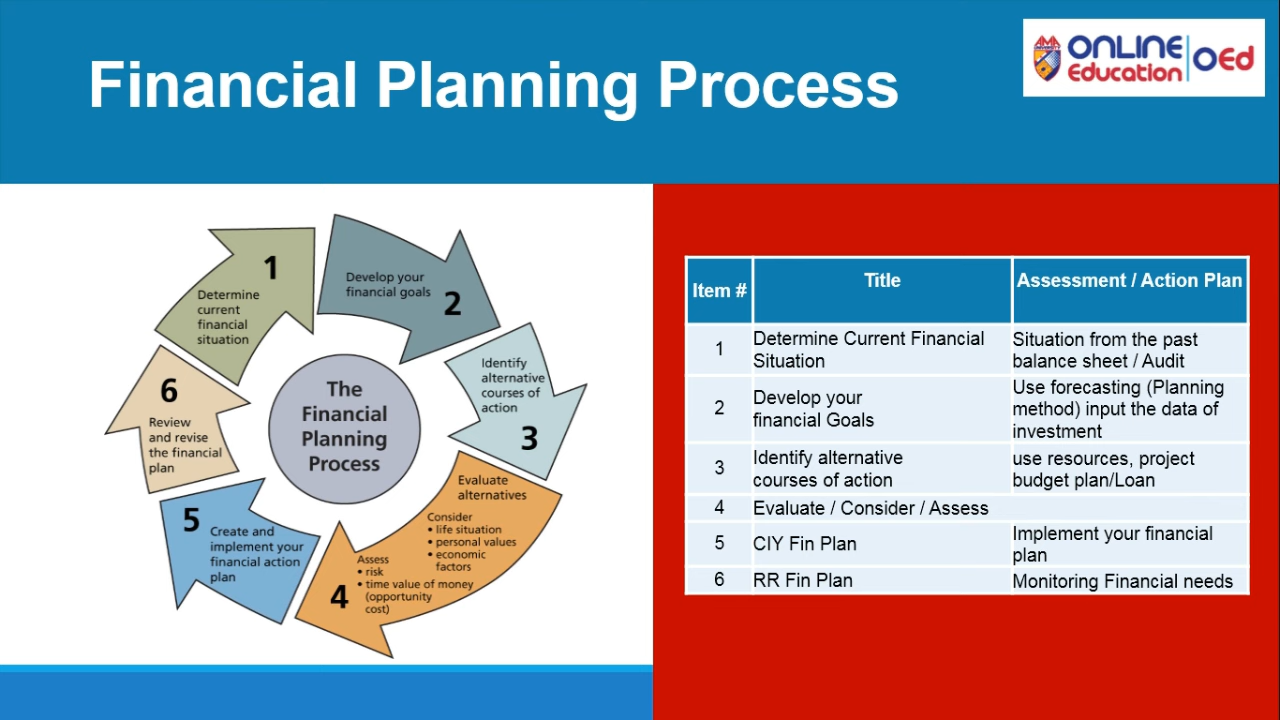 Financial Planning Process
ONLINE
Education
OEd
1
Determine
current
financial
situation
Develop your
financial goals
2
Identify
alternative
courses of
action
3
Evaluate
alternatives
Consider
• life situation
• personal values
• economic
factors
Assess
• risk
• time value of money
(opportunity
cost)
4
5
Create and
implement your
financial action
plan
6
Review
and revise
the financial
plan
The
Financial
Planning
Process
Item # Title Assessment / Action Plan
1 Determine Current Financial
Situation
Situation from the past
balance sheet / Audit
2 Develop your
financial Goals
Use forecasting (Planning
method) input the data of
investment
3 Identify alternative
courses of action
use resources, project
budget plan/Loan
4 Evaluate / Consider / Assess
5 CIY Fin Plan
Implement your financial
plan
6 RR Fin Plan Monitoring Financial needs